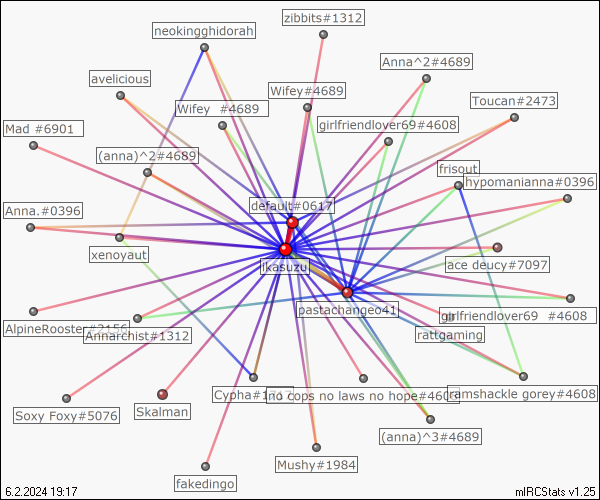 zibbits#1312
neokingghidorah
Anna^2#4689
avelicious
Wifey#4689
Toucan#2473
Wifey #4689
girlfriendlover69#4608
Mad #6901
(anna)^2#4689
frisout
hypomanianna#0396
default#0617
Anna.#0396
xenoyaut
ikasuzu
ace deucy#7097
pastachangeo41
girlfriendlover69 #4608
AlpineRooster#2156
Annarchist#1312
rattgaming
Cypha#1717
no cops no laws no hope#4608
ramshackle gorey#4608
Soxy Foxy#5076
Skalman
(anna)^3#4689
Mushy#1984
fakedingo
6.2.2024 19:17
mIRCStats v1.25